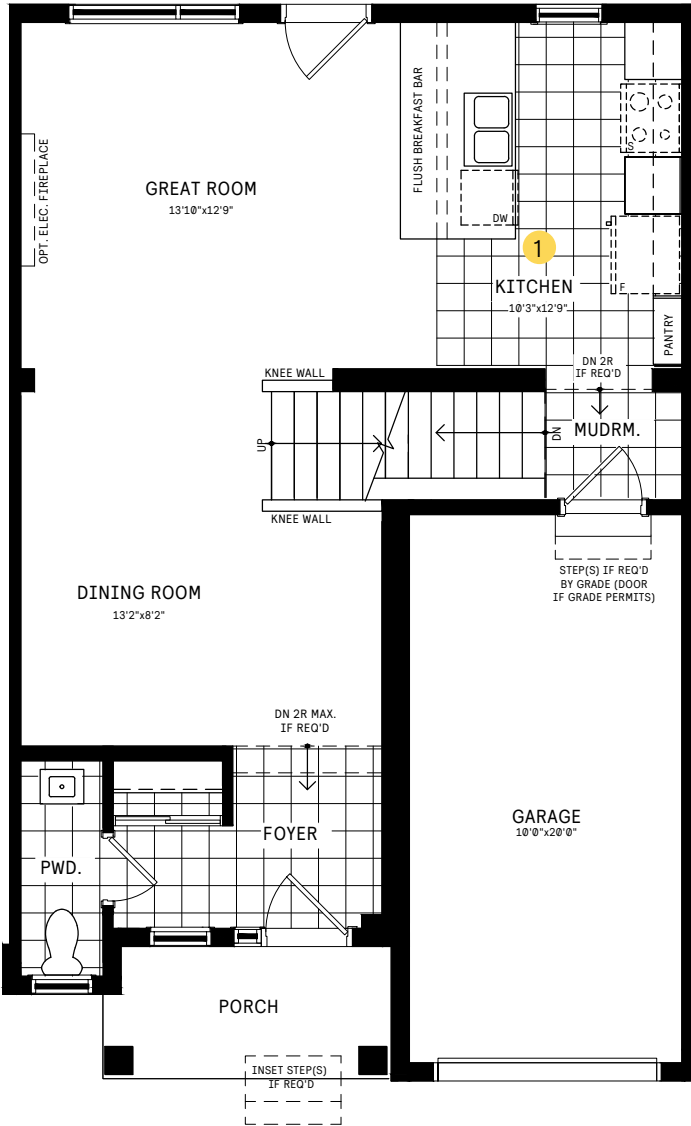 FLUSH BREAKFAST BAR
OPT. ELEC. FIREPLACE
GREAT ROOM
13'10"x12'9"
S
DW
1
KITCHEN
10'3"x12'9"
F
PANTRY
KNEE WALL
DN 2R
IF REQ'D
UP
DN
MUDRM.
KNEE WALL
STEP(S) IF REQ'D
BY GRADE (DOOR
IF GRADE PERMITS)
DINING ROOM
13'2"x8'2"
DN 2R MAX.
IF REQ'D
FOYER
GARAGE
10'0"x20'0"
PWD.
PORCH
INSET STEP(S)
IF REQ'D